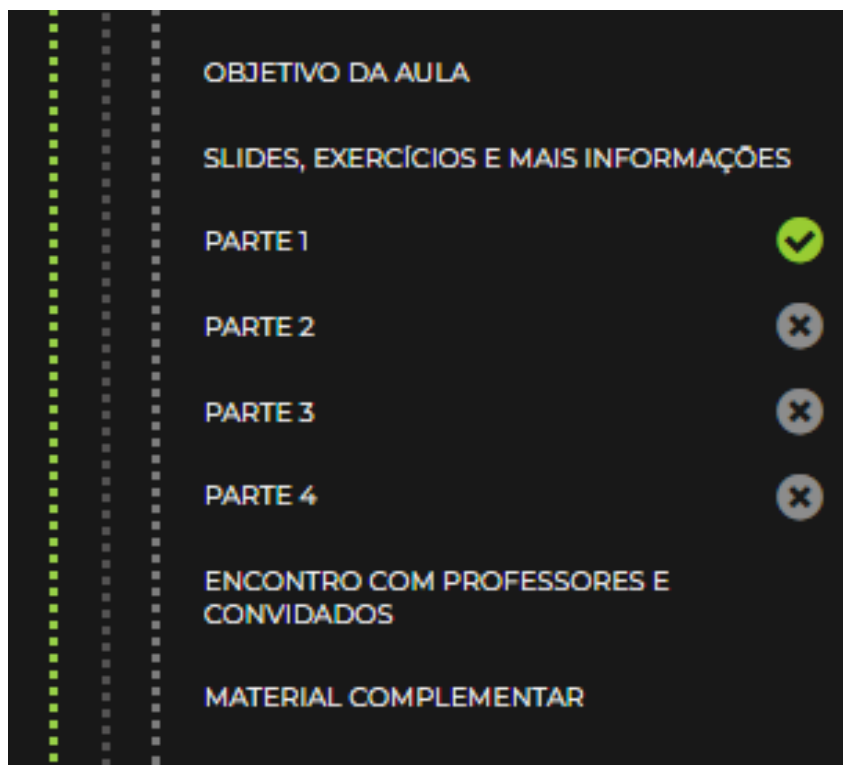 OBJETIVO DA AULA
SLIDES, EXERCÍCIOS E MAIS INFORMAÇÕES
PARTE 1
PARTE 2
PARTE 3
PARTE 4
ENCONTRO COM PROFESSORES E
CONVIDADOS
MATERIAL COMPLEMENTAR